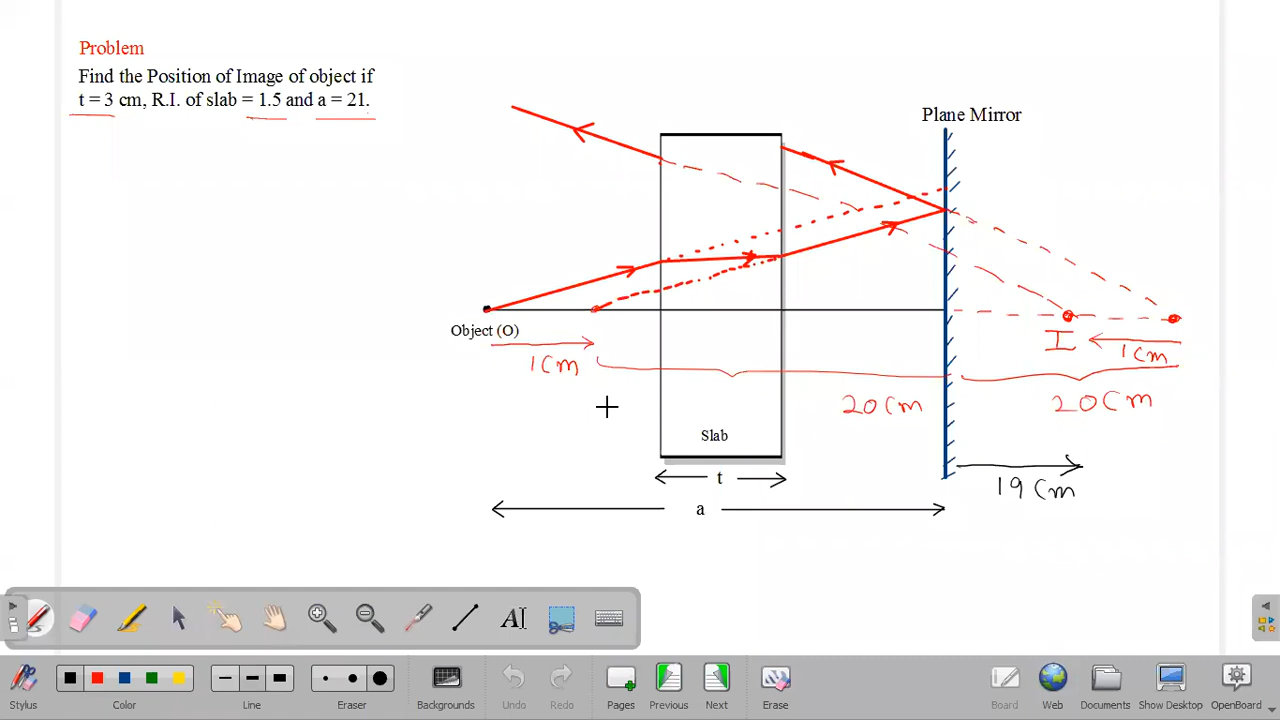 Problem
Find the Position of Image of object if
t = 3 cm, R.I. of slab = 1.5 and a = 21.
Plane Mirror
Object (O)
I
1cm
1cm
20cm
20cm
Slab
t
19cm
a
Stylus
Color
Line
Eraser
Backgrounds
Undo
Redo
Pages
Previous
Next
Erase
Board
Web
Documents
Show Desktop
OpenBoard